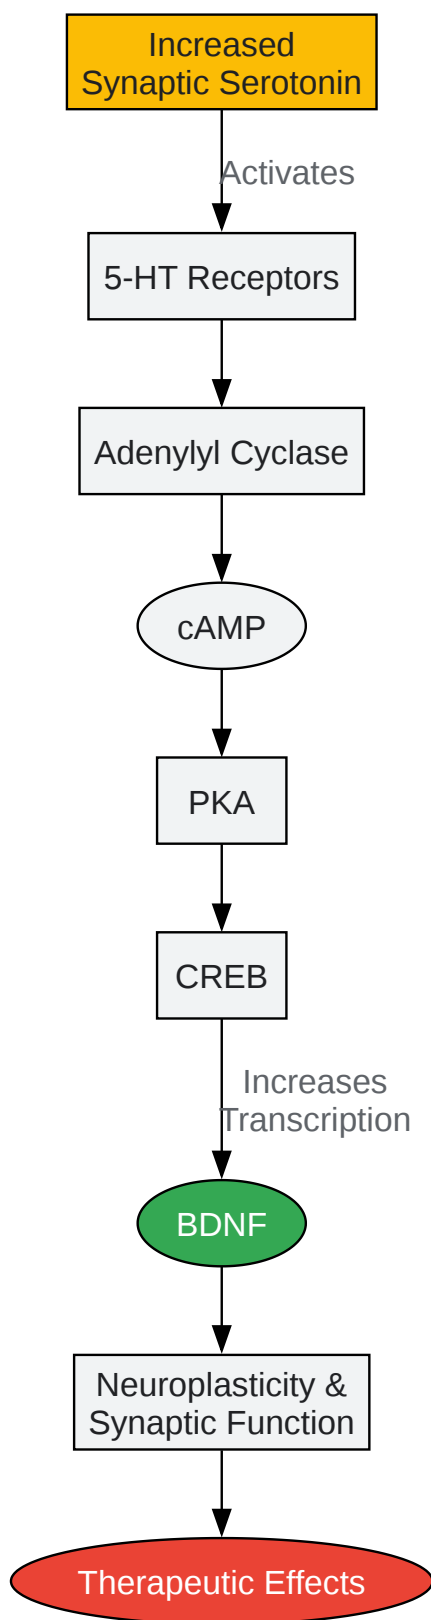 Increased
Synaptic Serotonin
Activates
5-HT Receptors
Adenylyl Cyclase
cAMP
PKA
CREB
Increases
Transcription
BDNF
Neuroplasticity &
Synaptic Function
Therapeutic Effects